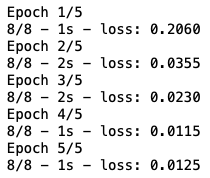 Epoch 1/5
8/8 - 1s - loss: 0.2060
Epoch 2/5
8/8 - 2s - loss: 0.0355
Epoch 3/5
8/8 - 2s - loss: 0.0230
Epoch 4/5
8/8 - 1s - loss: 0.0115
Epoch 5/5
8/8 - 1s - loss: 0.0125